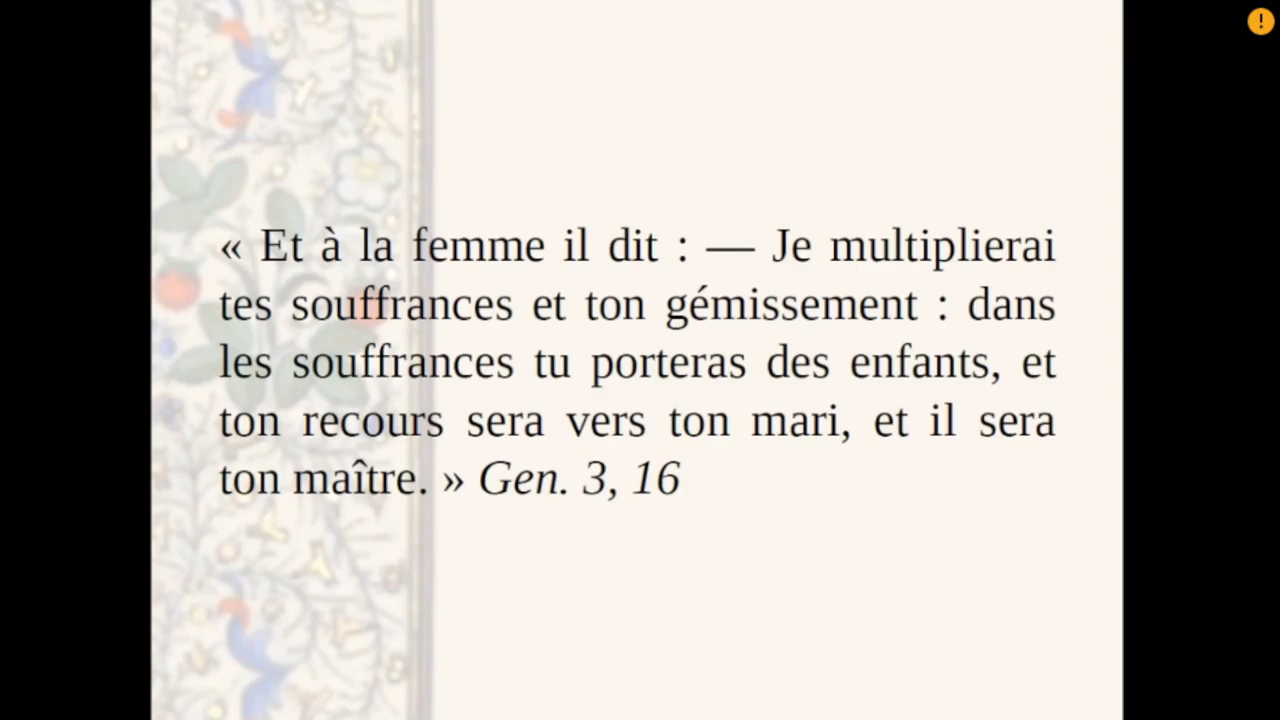 « Et à la femme il dit : — Je multiplierai
tes souffrances et ton gémissement : dans
les souffrances tu porteras des enfants, et
ton recours sera vers ton mari, et il sera
ton maître. » Gen. 3, 16